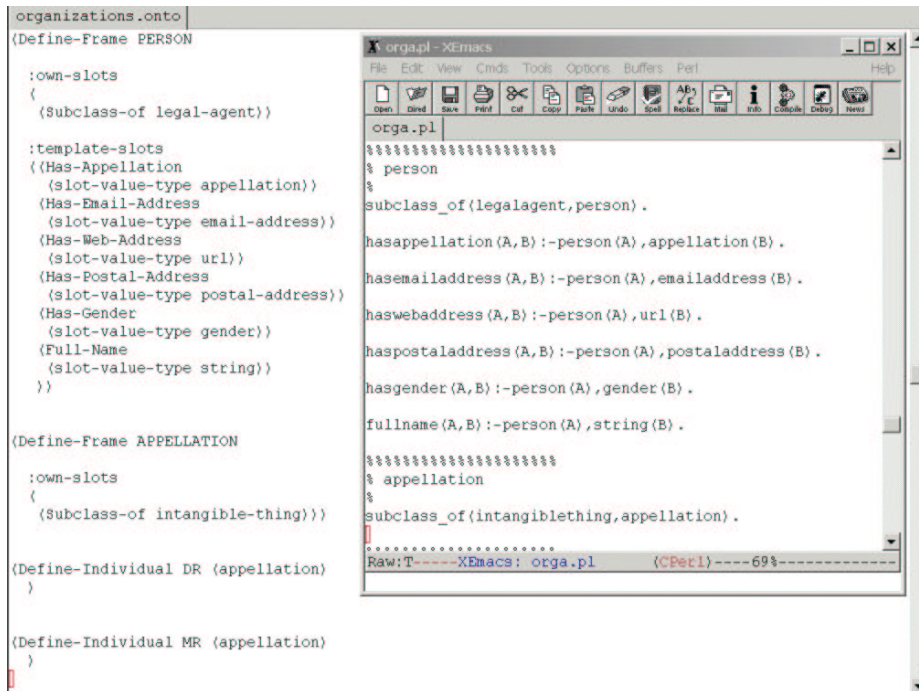 organizations.onto
(Define-Frame PERSON
:own-slots
(
(Subclass-of legal-agent))
:template-slots
((Has-Appellation
(slot-value-type appellation))
(Has-Email-Address
(slot-value-type email-address))
(Has-Web-Address
(slot-value-type url))
(Has-Postal-Address
(slot-value-type postal-address))
(Has-Gender
(slot-value-type gender))
(Full-Name
(slot-value-type string))
))
(Define-Frame APPELLATION
:own-slots
(
(Subclass-of intangible-thing)))
(Define-Individual DR (appellation)
)
(Define-Individual MR (appellation)
)
orga.pl - XEmacs
File Edit View Cmds Tools Options Buffers Perl Help
Open Dired Save Print Cut Copy Paste Undo Spell Replace Mail Info Compile Debug News
orga.pl
%%%%%%%%%%%%%%%%%%%%%
% person
%
subclass_of(legalagent,person).
hasappellation(A,B):-person(A),appellation(B).
hasemailaddress(A,B):-person(A),emailaddress(B).
haswebaddress(A,B):-person(A),url(B).
haspostaladdress(A,B):-person(A),postaladdress(B).
hasgender(A,B):-person(A),gender(B).
fullname(A,B):-person(A),string(B).
%%%%%%%%%%%%%%%%%%%%%
% appellation
%
subclass_of(intangiblething,appellation).
Raw:T-----XEmacs: orga.pl (CPerl)----69%-------------